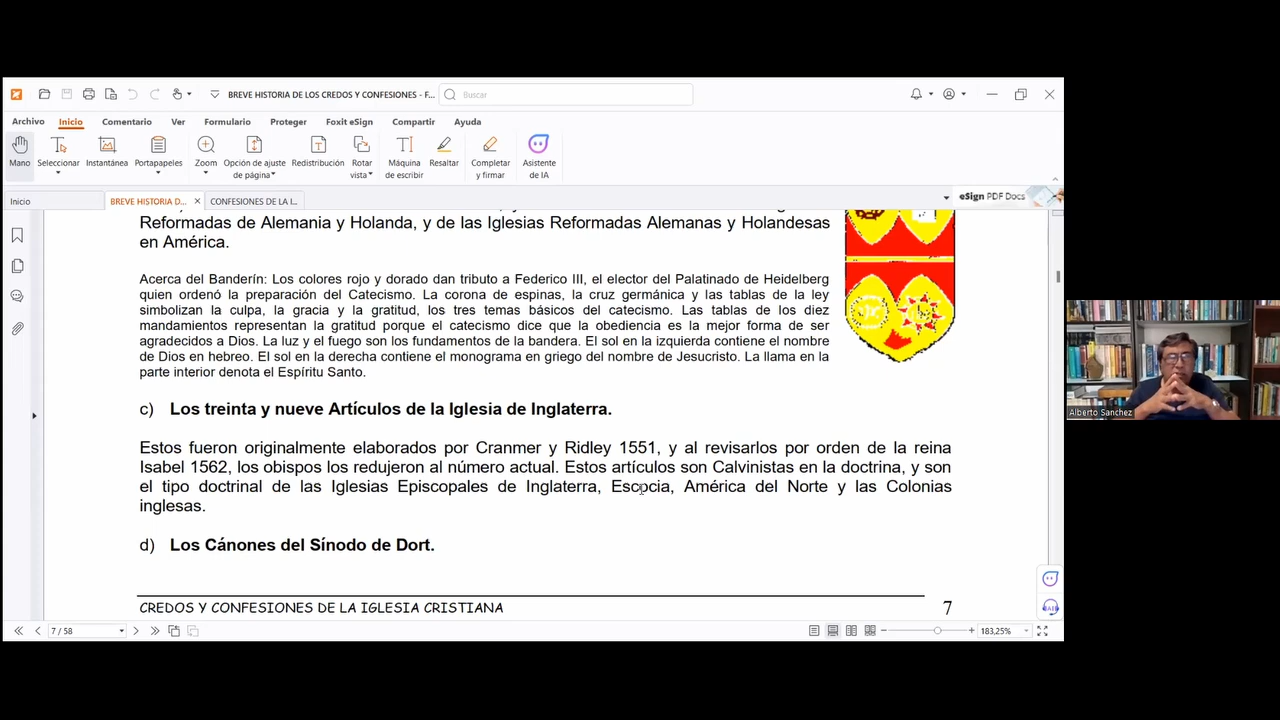 BREVE HISTORIA DE LOS CREDOS Y CONFESIONES - F...
Buscar
Archivo Inicio Comentario Ver Formulario Proteger Foxit eSign Compartir Ayuda
Mano Seleccionar Instantánea Portapapeles Zoom Opción de ajuste de página Redistribución Rotar vista Máquina de escribir Resaltar Completar y firmar Asistente de IA
Inicio BREVE HISTORIA D... CONFESIONES DE LA I... eSign PDF Docs
Reformadas de Alemania y Holanda, y de las Iglesias Reformadas Alemanas y Holandesas
en América.
Acerca del Banderín: Los colores rojo y dorado dan tributo a Federico III, el elector del Palatinado de Heidelberg
quien ordenó la preparación del Catecismo. La corona de espinas, la cruz germánica y las tablas de la ley
simbolizan la culpa, la gracia y la gratitud, los tres temas básicos del catecismo. Las tablas de los diez
mandamientos representan la gratitud porque el catecismo dice que la obediencia es la mejor forma de ser
agradecidos a Dios. La luz y el fuego son los fundamentos de la bandera. El sol en la izquierda contiene el nombre
de Dios en hebreo. El sol en la derecha contiene el monograma en griego del nombre de Jesucristo. La llama en la
parte interior denota el Espíritu Santo.
c) Los treinta y nueve Artículos de la Iglesia de Inglaterra.
Estos fueron originalmente elaborados por Cranmer y Ridley 1551, y al revisarlos por orden de la reina
Isabel 1562, los obispos los redujeron al número actual. Estos artículos son Calvinistas en la doctrina, y son
el tipo doctrinal de las Iglesias Episcopales de Inglaterra, Escocia, América del Norte y las Colonias
inglesas.
d) Los Cánones del Sínodo de Dort.
CREDOS Y CONFESIONES DE LA IGLESIA CRISTIANA 7
7 / 58
183,25%
Alberto Sanchez